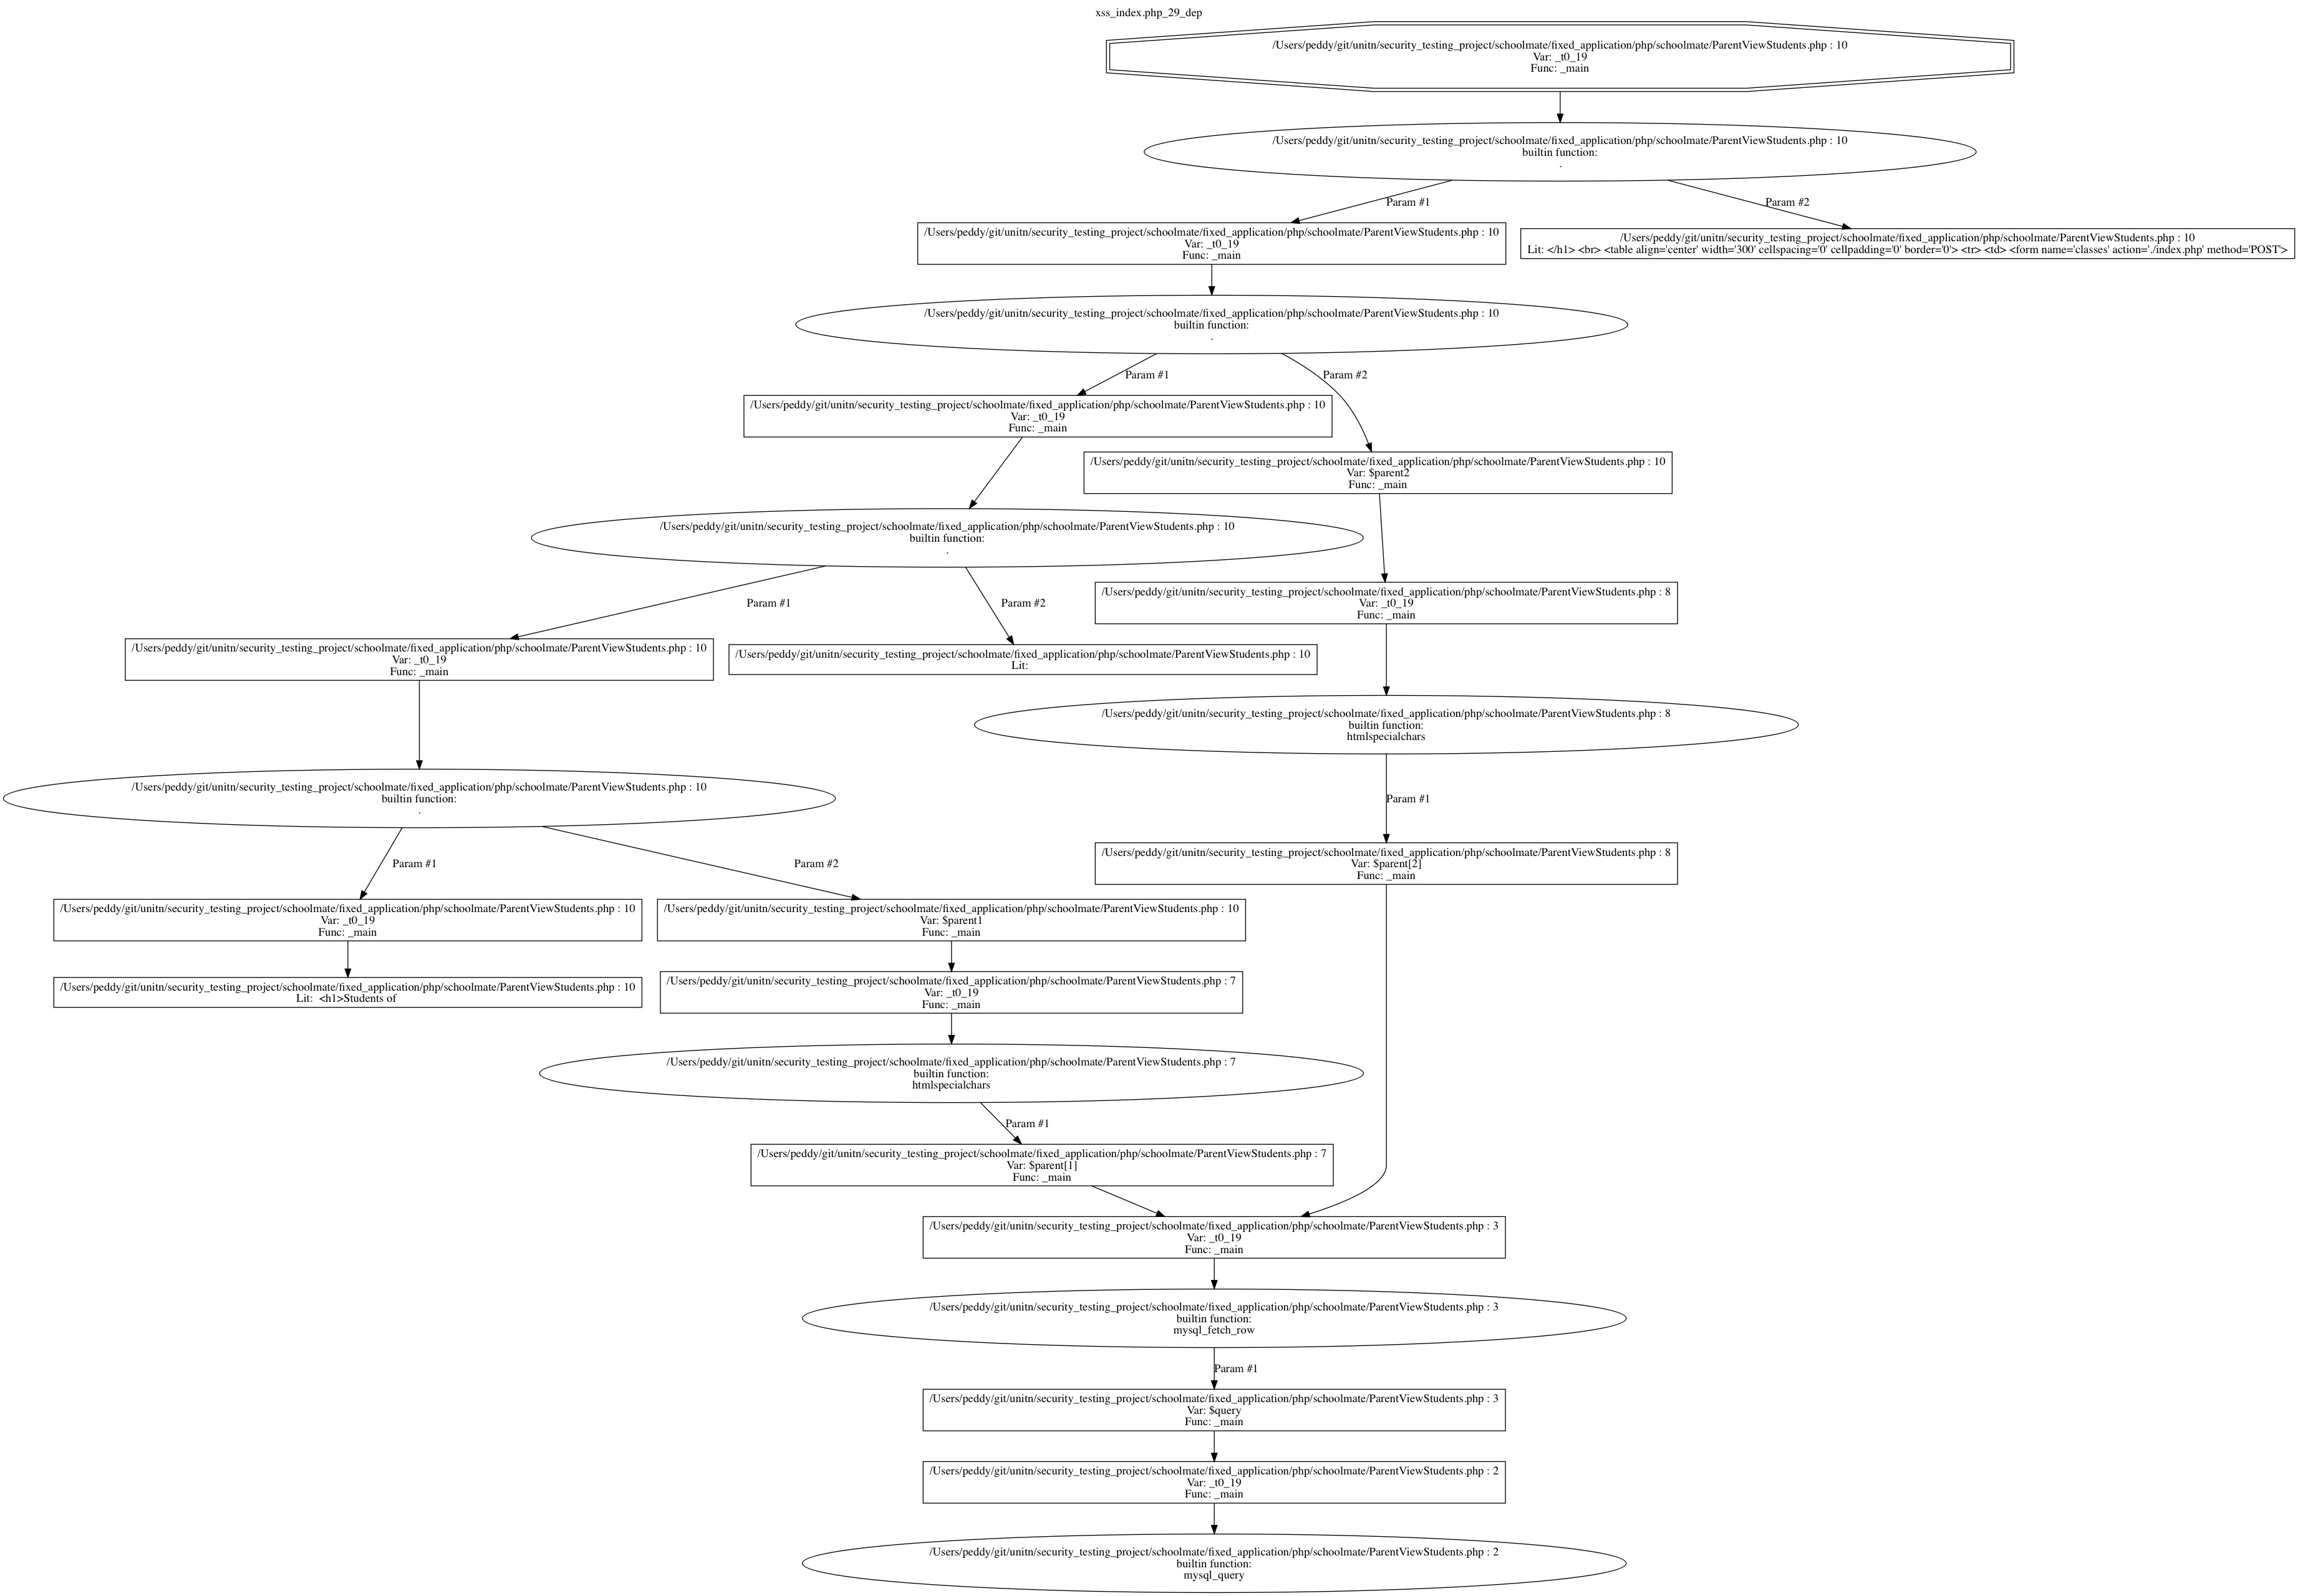 xss_index.php_29_dep
/Users/peddy/git/unitn/security_testing_project/schoolmate/fixed_application/php/schoolmate/ParentViewStudents.php : 10
Var: _t0_19
Func: _main
/Users/peddy/git/unitn/security_testing_project/schoolmate/fixed_application/php/schoolmate/ParentViewStudents.php : 10
builtin function:
.
Param #1
Param #2
/Users/peddy/git/unitn/security_testing_project/schoolmate/fixed_application/php/schoolmate/ParentViewStudents.php : 10
Var: _t0_19
Func: _main
/Users/peddy/git/unitn/security_testing_project/schoolmate/fixed_application/php/schoolmate/ParentViewStudents.php : 10
Lit: </h1> <br> <table align='center' width='300' cellspacing='0' cellpadding='0' border='0'> <tr> <td> <form name='classes' action='./index.php' method='POST'>
/Users/peddy/git/unitn/security_testing_project/schoolmate/fixed_application/php/schoolmate/ParentViewStudents.php : 10
builtin function:
.
Param #1
Param #2
/Users/peddy/git/unitn/security_testing_project/schoolmate/fixed_application/php/schoolmate/ParentViewStudents.php : 10
Var: _t0_19
Func: _main
/Users/peddy/git/unitn/security_testing_project/schoolmate/fixed_application/php/schoolmate/ParentViewStudents.php : 10
Var: $parent2
Func: _main
/Users/peddy/git/unitn/security_testing_project/schoolmate/fixed_application/php/schoolmate/ParentViewStudents.php : 10
builtin function:
.
Param #1
Param #2
/Users/peddy/git/unitn/security_testing_project/schoolmate/fixed_application/php/schoolmate/ParentViewStudents.php : 8
Var: _t0_19
Func: _main
/Users/peddy/git/unitn/security_testing_project/schoolmate/fixed_application/php/schoolmate/ParentViewStudents.php : 10
Var: _t0_19
Func: _main
/Users/peddy/git/unitn/security_testing_project/schoolmate/fixed_application/php/schoolmate/ParentViewStudents.php : 10
Lit:
/Users/peddy/git/unitn/security_testing_project/schoolmate/fixed_application/php/schoolmate/ParentViewStudents.php : 8
builtin function:
htmlspecialchars
/Users/peddy/git/unitn/security_testing_project/schoolmate/fixed_application/php/schoolmate/ParentViewStudents.php : 10
builtin function:
.
Param #1
Param #1
Param #2
/Users/peddy/git/unitn/security_testing_project/schoolmate/fixed_application/php/schoolmate/ParentViewStudents.php : 8
Var: $parent[2]
Func: _main
/Users/peddy/git/unitn/security_testing_project/schoolmate/fixed_application/php/schoolmate/ParentViewStudents.php : 10
Var: _t0_19
Func: _main
/Users/peddy/git/unitn/security_testing_project/schoolmate/fixed_application/php/schoolmate/ParentViewStudents.php : 10
Var: $parent1
Func: _main
/Users/peddy/git/unitn/security_testing_project/schoolmate/fixed_application/php/schoolmate/ParentViewStudents.php : 10
Lit:  <h1>Students of
/Users/peddy/git/unitn/security_testing_project/schoolmate/fixed_application/php/schoolmate/ParentViewStudents.php : 7
Var: _t0_19
Func: _main
/Users/peddy/git/unitn/security_testing_project/schoolmate/fixed_application/php/schoolmate/ParentViewStudents.php : 7
builtin function:
htmlspecialchars
Param #1
/Users/peddy/git/unitn/security_testing_project/schoolmate/fixed_application/php/schoolmate/ParentViewStudents.php : 7
Var: $parent[1]
Func: _main
/Users/peddy/git/unitn/security_testing_project/schoolmate/fixed_application/php/schoolmate/ParentViewStudents.php : 3
Var: _t0_19
Func: _main
/Users/peddy/git/unitn/security_testing_project/schoolmate/fixed_application/php/schoolmate/ParentViewStudents.php : 3
builtin function:
mysql_fetch_row
Param #1
/Users/peddy/git/unitn/security_testing_project/schoolmate/fixed_application/php/schoolmate/ParentViewStudents.php : 3
Var: $query
Func: _main
/Users/peddy/git/unitn/security_testing_project/schoolmate/fixed_application/php/schoolmate/ParentViewStudents.php : 2
Var: _t0_19
Func: _main
/Users/peddy/git/unitn/security_testing_project/schoolmate/fixed_application/php/schoolmate/ParentViewStudents.php : 2
builtin function:
mysql_query